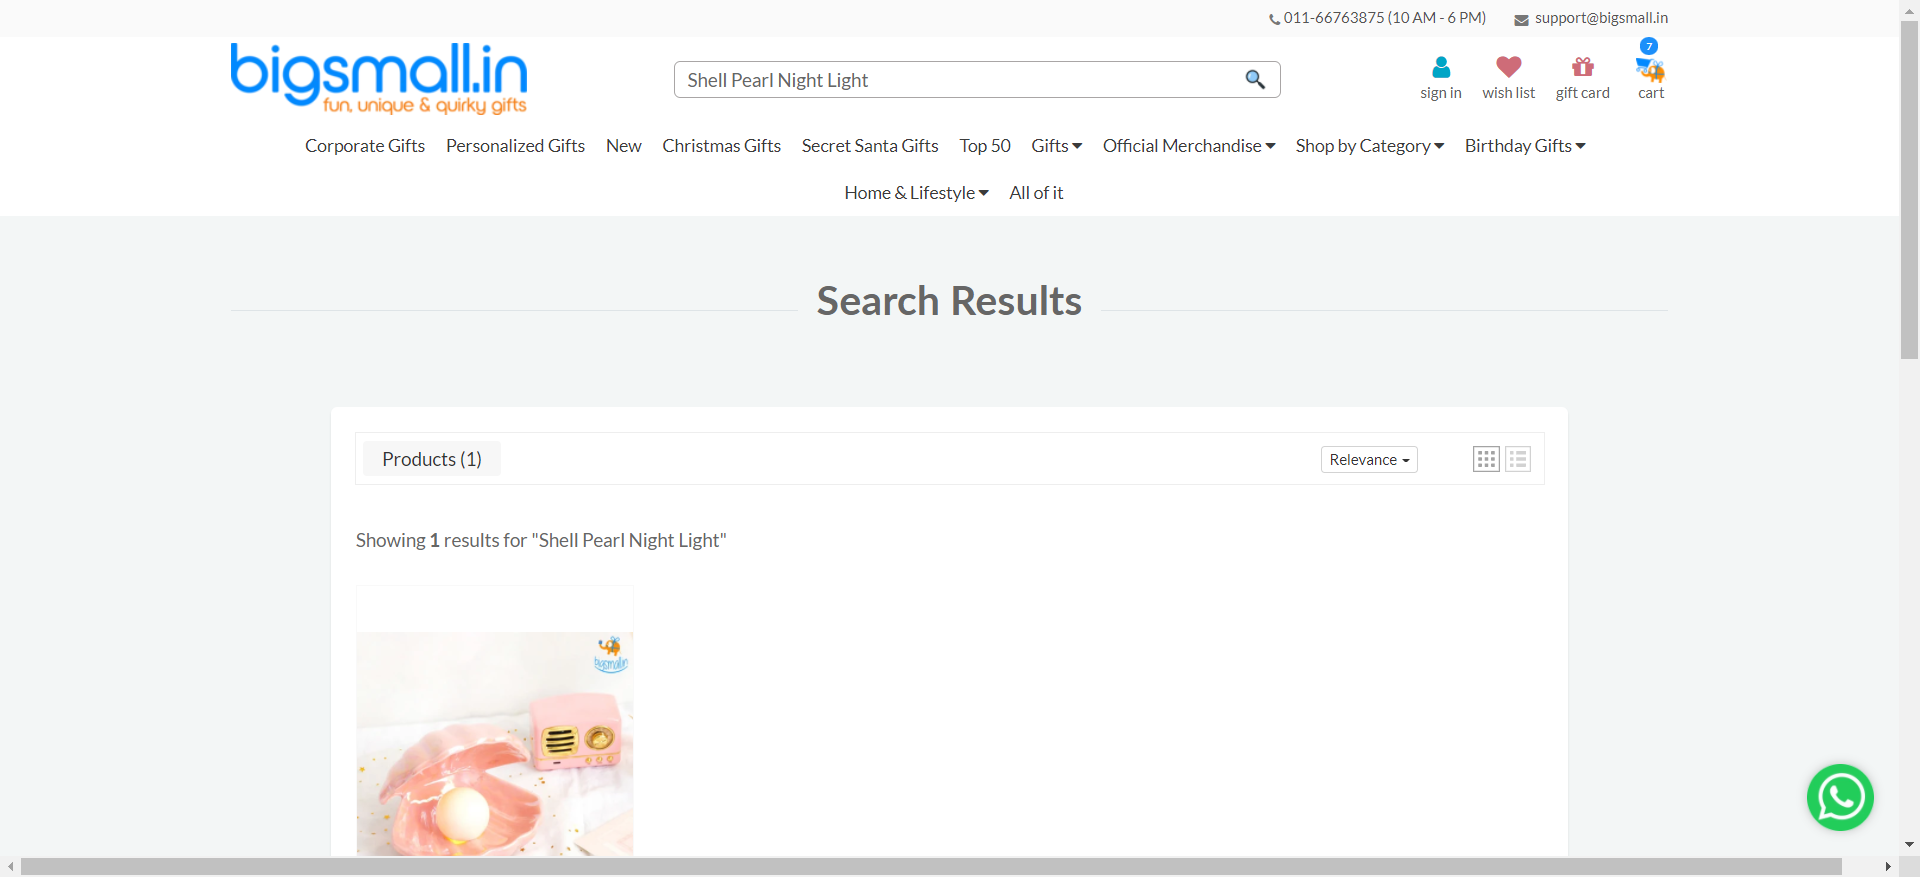 011-66763875 (10 AM - 6 PM) support@bigsmall.in
bigsmall.in
fun, unique & quirky gifts
Shell Pearl Night Light
7
sign in wish list gift card cart
Corporate Gifts Personalized Gifts New Christmas Gifts Secret Santa Gifts Top 50 Gifts Official Merchandise Shop by Category Birthday Gifts
Home & Lifestyle All of it
Search Results
Products (1) Relevance
Showing 1 results for "Shell Pearl Night Light"
bigsmall.in